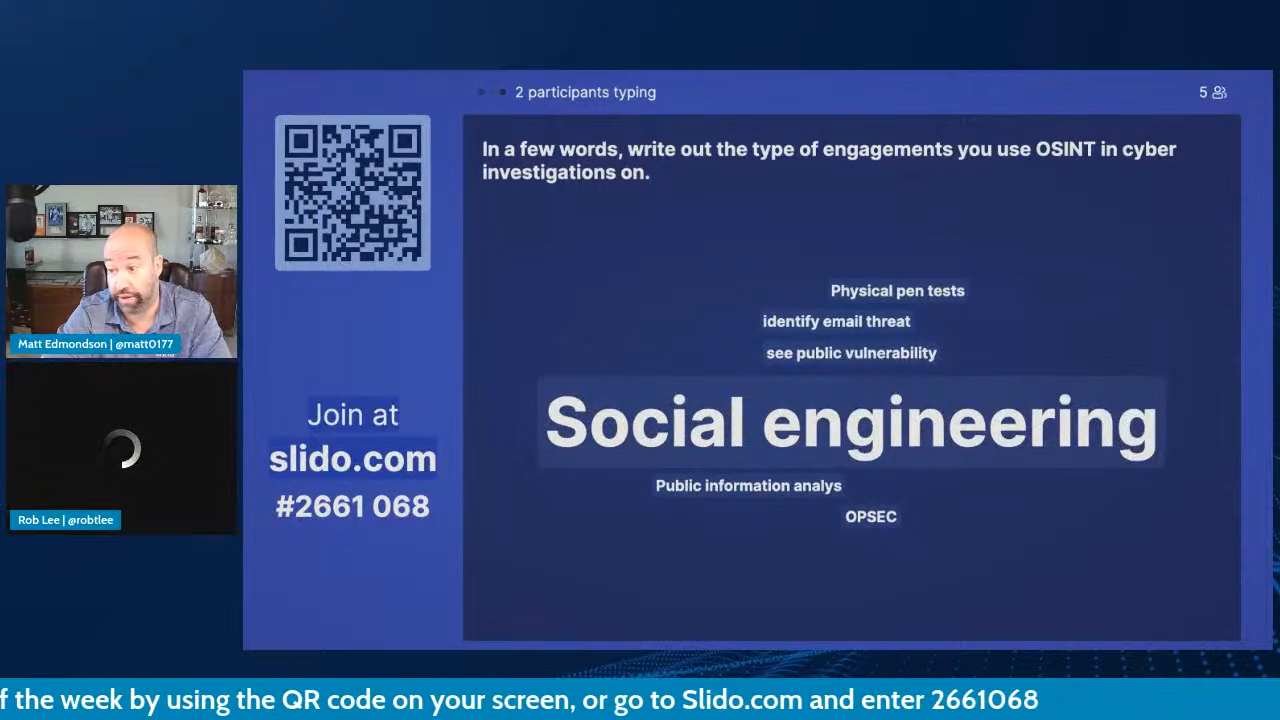 2 participants typing
5
In a few words, write out the type of engagements you use OSINT in cyber
investigations on.
Physical pen tests
identify email threat
see public vulnerability
Social engineering
Public information analys
OPSEC
Join at
slido.com
#2661 068
Matt Edmondson | @matt0177
Rob Lee | @robtlee
f the week by using the QR code on your screen, or go to Slido.com and enter 2661068